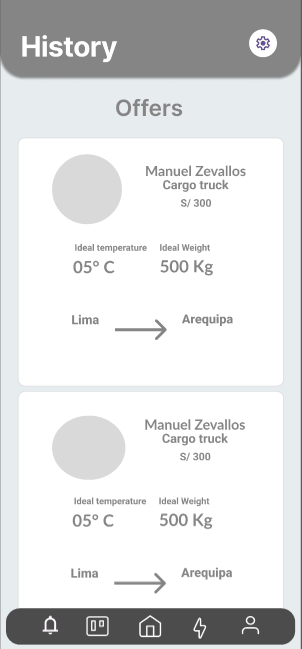 History
Offers
Manuel Zevallos
Cargo truck
S/ 300
Ideal temperature Ideal Weight
05° C 500 Kg
Lima Arequipa
Manuel Zevallos
Cargo truck
S/ 300
Ideal temperature Ideal Weight
05° C 500 Kg
Lima Arequipa